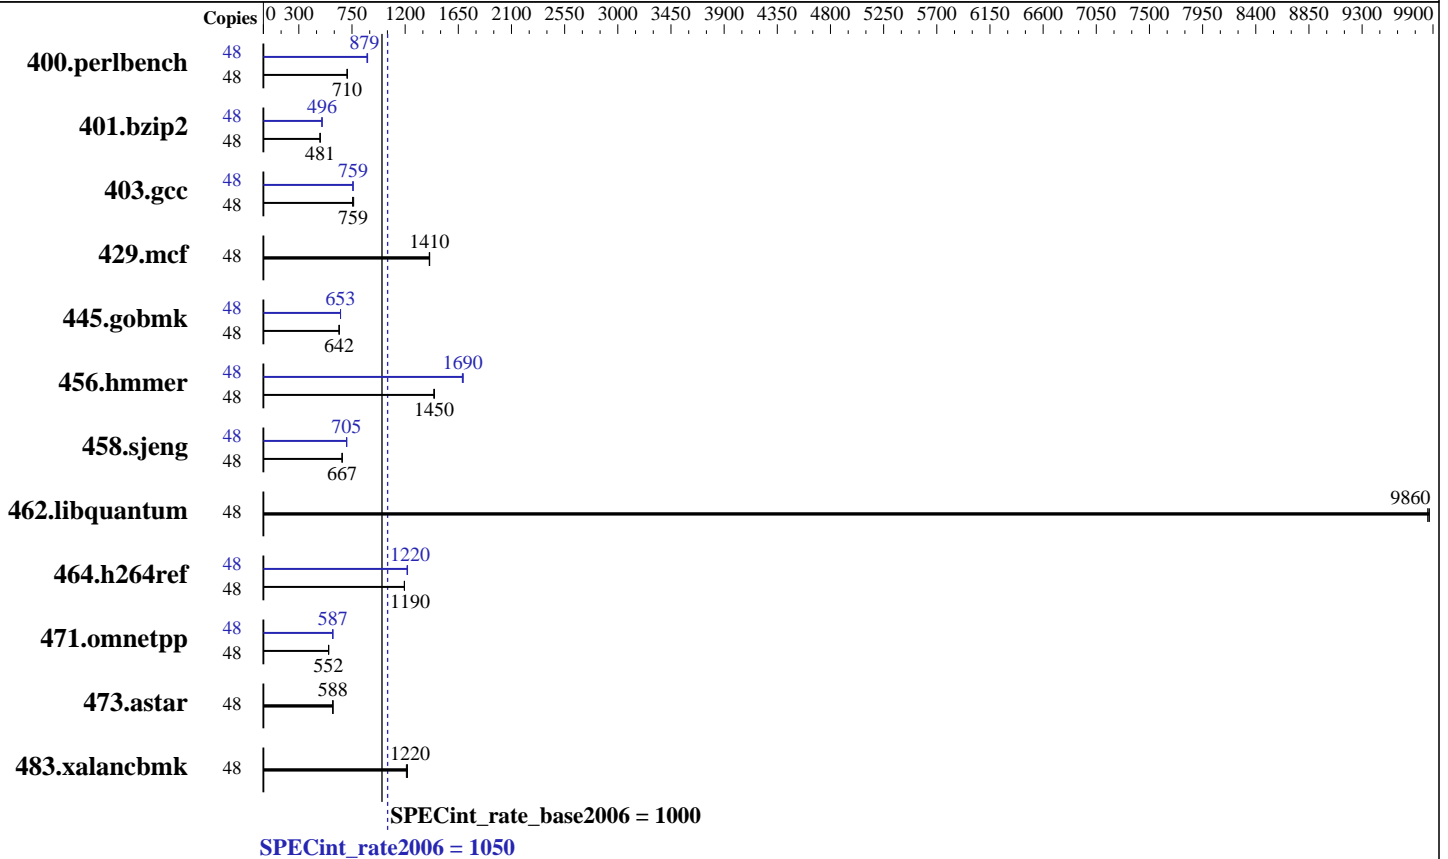 Copies 0 300 750 1200 1650 2100 2550 3000 3450 3900 4350 4800 5250 5700 6150 6600 7050 7500 7950 8400 8850 9300 9900
400.perlbench 48 879
48 710
401.bzip2 48 496
48 481
403.gcc 48 759
48 759
429.mcf 48 1410
445.gobmk 48 653
48 642
456.hmmer 48 1690
48 1450
458.sjeng 48 705
48 667
462.libquantum 48 9860
464.h264ref 48 1220
48 1190
471.omnetpp 48 587
48 552
473.astar 48 588
483.xalancbmk 48 1220
SPECint_rate_base2006 = 1000
SPECint_rate2006 = 1050